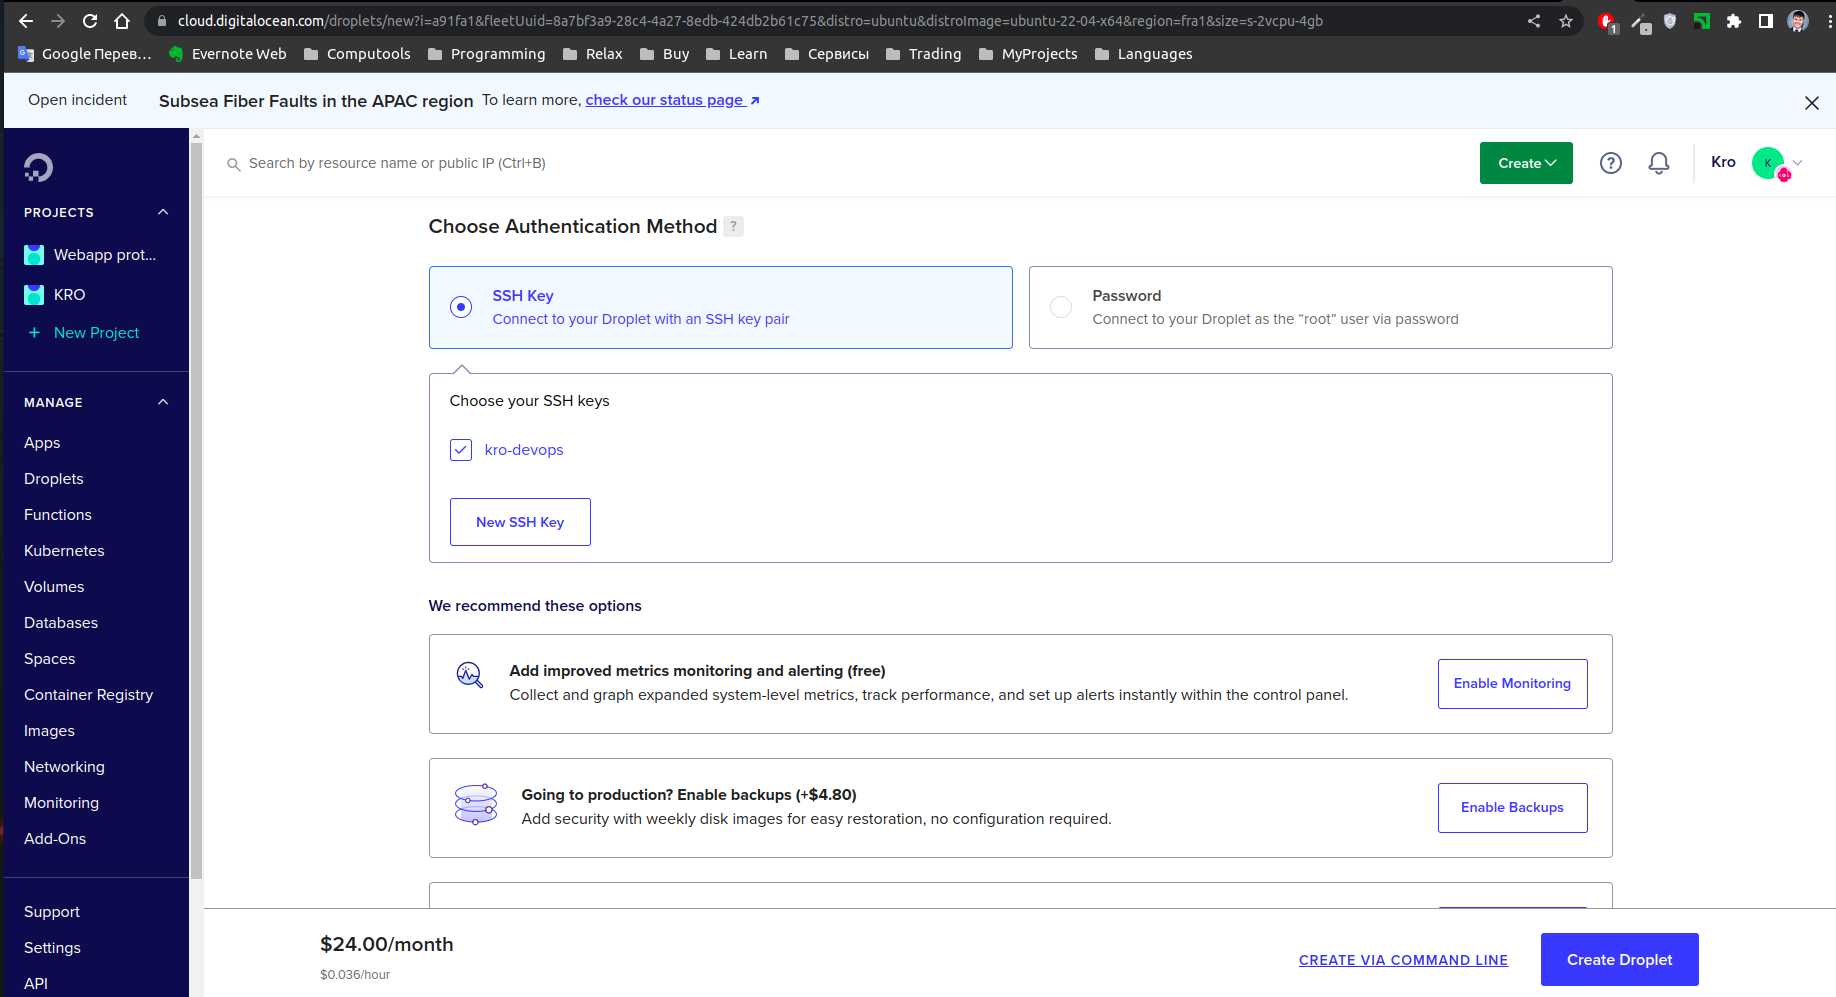 cloud.digitalocean.com/droplets/new?i=a91fa1&fleetUuid=8a7bf3a9-28c4-4a27-8edb-424db2b61c75&distro=ubuntu&distroImage=ubuntu-22-04-x64&region=fra1&size=s-2vcpu-4gb
1
Google Перев...
Evernote Web
Computools
Programming
Relax
Buy
Learn
Сервисы
Trading
MyProjects
Languages
Open incident
Subsea Fiber Faults in the APAC region To learn more, check our status page
Search by resource name or public IP (Ctrl+B)
Create
?
Kro
K
PROJECTS
Webapp prot...
KRO
+ New Project
MANAGE
Apps
Droplets
Functions
Kubernetes
Volumes
Databases
Spaces
Container Registry
Images
Networking
Monitoring
Add-Ons
Support
Settings
API
Choose Authentication Method ?
SSH Key
Connect to your Droplet with an SSH key pair
Password
Connect to your Droplet as the “root” user via password
Choose your SSH keys
kro-devops
New SSH Key
We recommend these options
Add improved metrics monitoring and alerting (free)
Collect and graph expanded system-level metrics, track performance, and set up alerts instantly within the control panel.
Enable Monitoring
Going to production? Enable backups (+$4.80)
Add security with weekly disk images for easy restoration, no configuration required.
Enable Backups
$24.00/month
$0.036/hour
CREATE VIA COMMAND LINE
Create Droplet